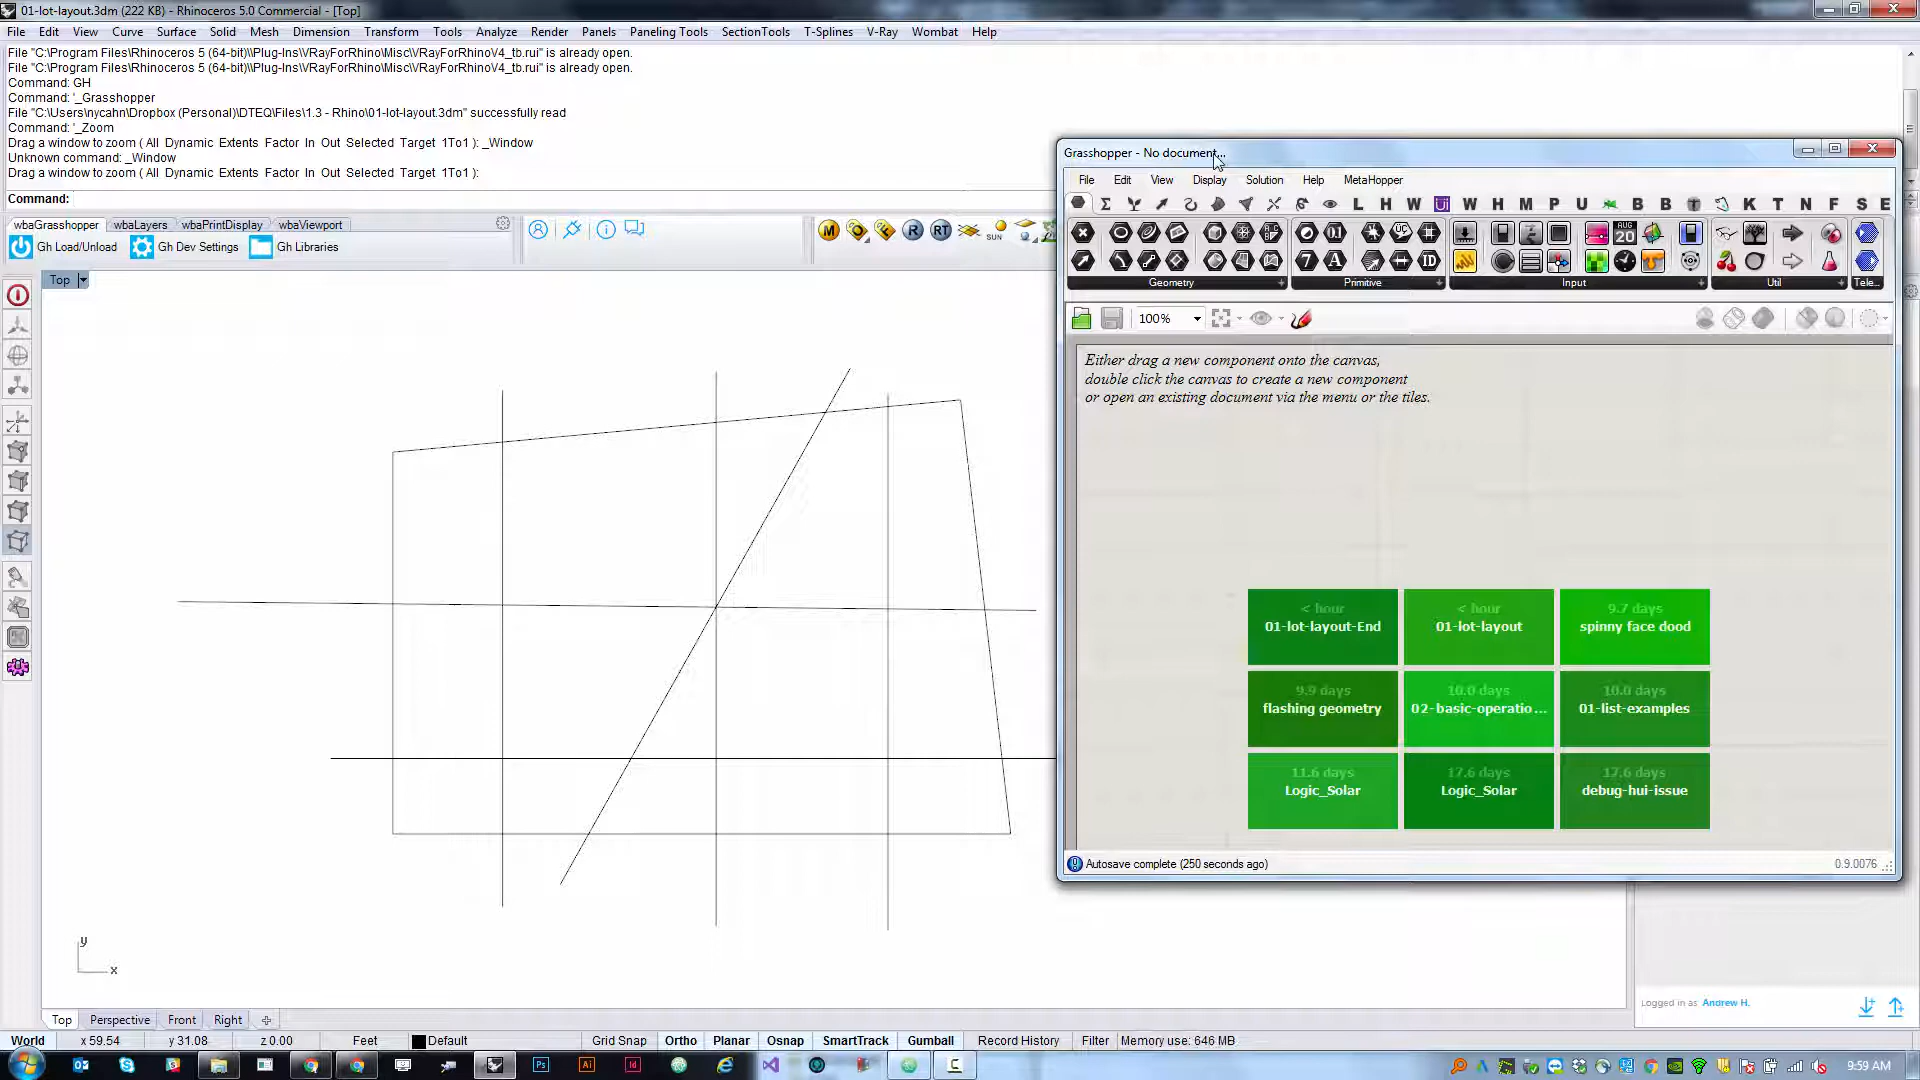 01-lot-layout.3dm (222 KB) - Rhinoceros 5.0 Commercial - [Top]
File Edit View Curve Surface Solid Mesh Dimension Transform Tools Analyze Render Panels Paneling Tools SectionTools T-Splines V-Ray Wombat Help
File "C:\Program Files\Rhinoceros 5 (64-bit)\\Plug-Ins\VRayForRhino\Misc\VRayForRhinoV4_tb.rui" is already open.
File "C:\Program Files\Rhinoceros 5 (64-bit)\\Plug-Ins\VRayForRhino\Misc\VRayForRhinoV4_tb.rui" is already open.
Command: GH
Command: '_Grasshopper
File "C:\Users\nycahn\Dropbox (Personal)\DTEQ\Files\1.3 - Rhino\01-lot-layout.3dm" successfully read
Command: '_Zoom
Drag a window to zoom ( All Dynamic Extents Factor In Out Selected Target 1To1 ): _Window
Unknown command: _Window
Drag a window to zoom ( All Dynamic Extents Factor In Out Selected Target 1To1 ):
Command:
wbaGrasshopper wbaLayers wbaPrintDisplay wbaViewport
Gh Load/Unload Gh Dev Settings Gh Libraries
M R RT SUN
Top
Grasshopper - No document...
File Edit View Display Solution Help MetaHopper
L H W Ui W H M P U B B K T N F S E
Geometry Primitive Input Util Tele...
100%
Either drag a new component onto the canvas,
double click the canvas to create a new component
or open an existing document via the menu or the tiles.
< hour
01-lot-layout-End
< hour
01-lot-layout
9.7 days
spinny face dood
9.9 days
flashing geometry
10.0 days
02-basic-operatio...
10.0 days
01-list-examples
11.6 days
Logic_Solar
17.6 days
Logic_Solar
17.6 days
debug-hui-issue
Autosave complete (250 seconds ago)
0.9.0076
y
x
Logged in as Andrew H.
Top Perspective Front Right
World x 59.54 y 31.08 z 0.00 Feet Default Grid Snap Ortho Planar Osnap SmartTrack Gumball Record History Filter Memory use: 646 MB
9:59 AM